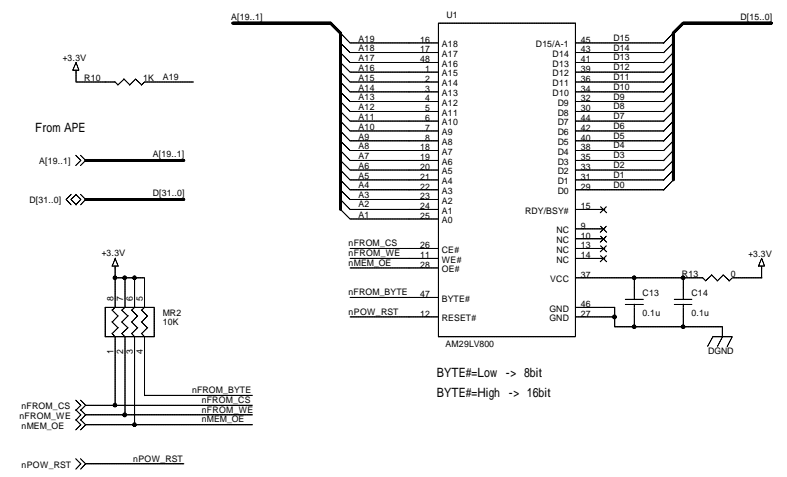 A[19..1]
U1
D[15..0]
+3.3V
R10 1K A19
From APE
A[19..1] A[19..1]
D[31..0] D[31..0]
A19 16 A18 D15/A-1 45 D15
A18 17 A17 D14 43 D14
A17 48 A16 D13 41 D13
A16 1 A15 D12 39 D12
A15 2 A14 D11 36 D11
A14 3 A13 D10 34 D10
A13 4 A12 D9 32 D9
A12 5 A11 D8 30 D8
A11 6 A10 D7 44 D7
A10 7 A9 D6 42 D6
A9 8 A8 D5 40 D5
A8 18 A7 D4 38 D4
A7 19 A6 D3 35 D3
A6 20 A5 D2 33 D2
A5 21 A4 D1 31 D1
A4 22 A3 D0 29 D0
A3 23 A2
A2 24 A1
A1 25 A0
RDY/BSY# 15
NC 9
NC 10
NC 13
NC 14
nFROM_CS 26 CE#
nFROM_WE 11 WE#
nMEM_OE 28 OE#
VCC 37
R13 0
+3.3V
nFROM_BYTE 47 BYTE#
nPOW_RST 12 RESET#
GND 46
GND 27
C13
0.1u
C14
0.1u
DGND
AM29LV800
BYTE#=Low -> 8bit
BYTE#=High -> 16bit
+3.3V
8 7 6 5
MR2
10K
1 2 3 4
nFROM_BYTE
nFROM_CS nFROM_CS
nFROM_WE nFROM_WE
nMEM_OE nMEM_OE
nPOW_RST nPOW_RST